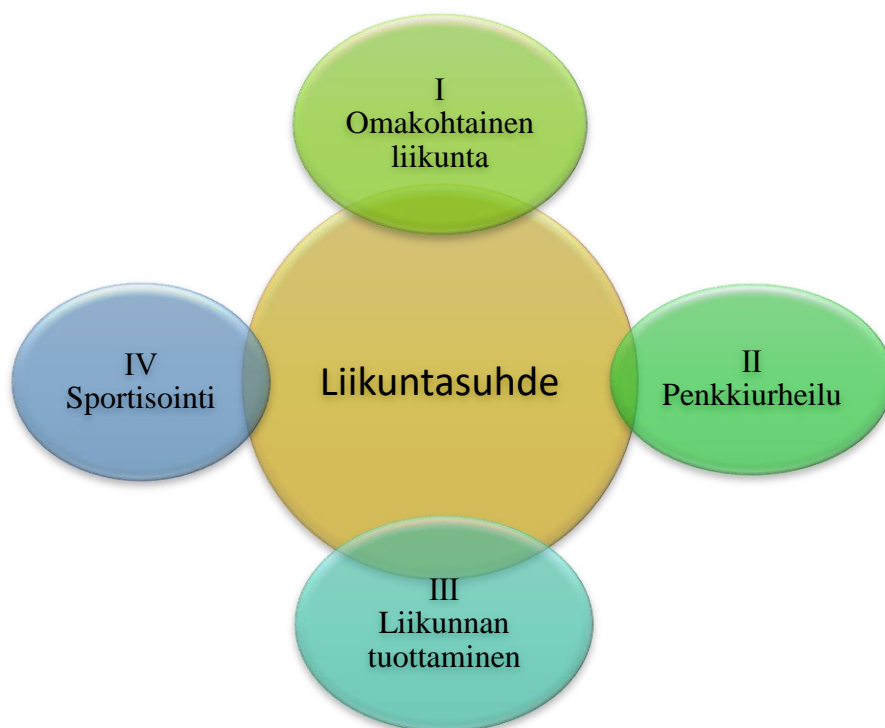 I
Omakohtainen
liikunta
IV
Sportisointi
Liikuntasuhde
II
Penkkiurheilu
III
Liikunnan
tuottaminen